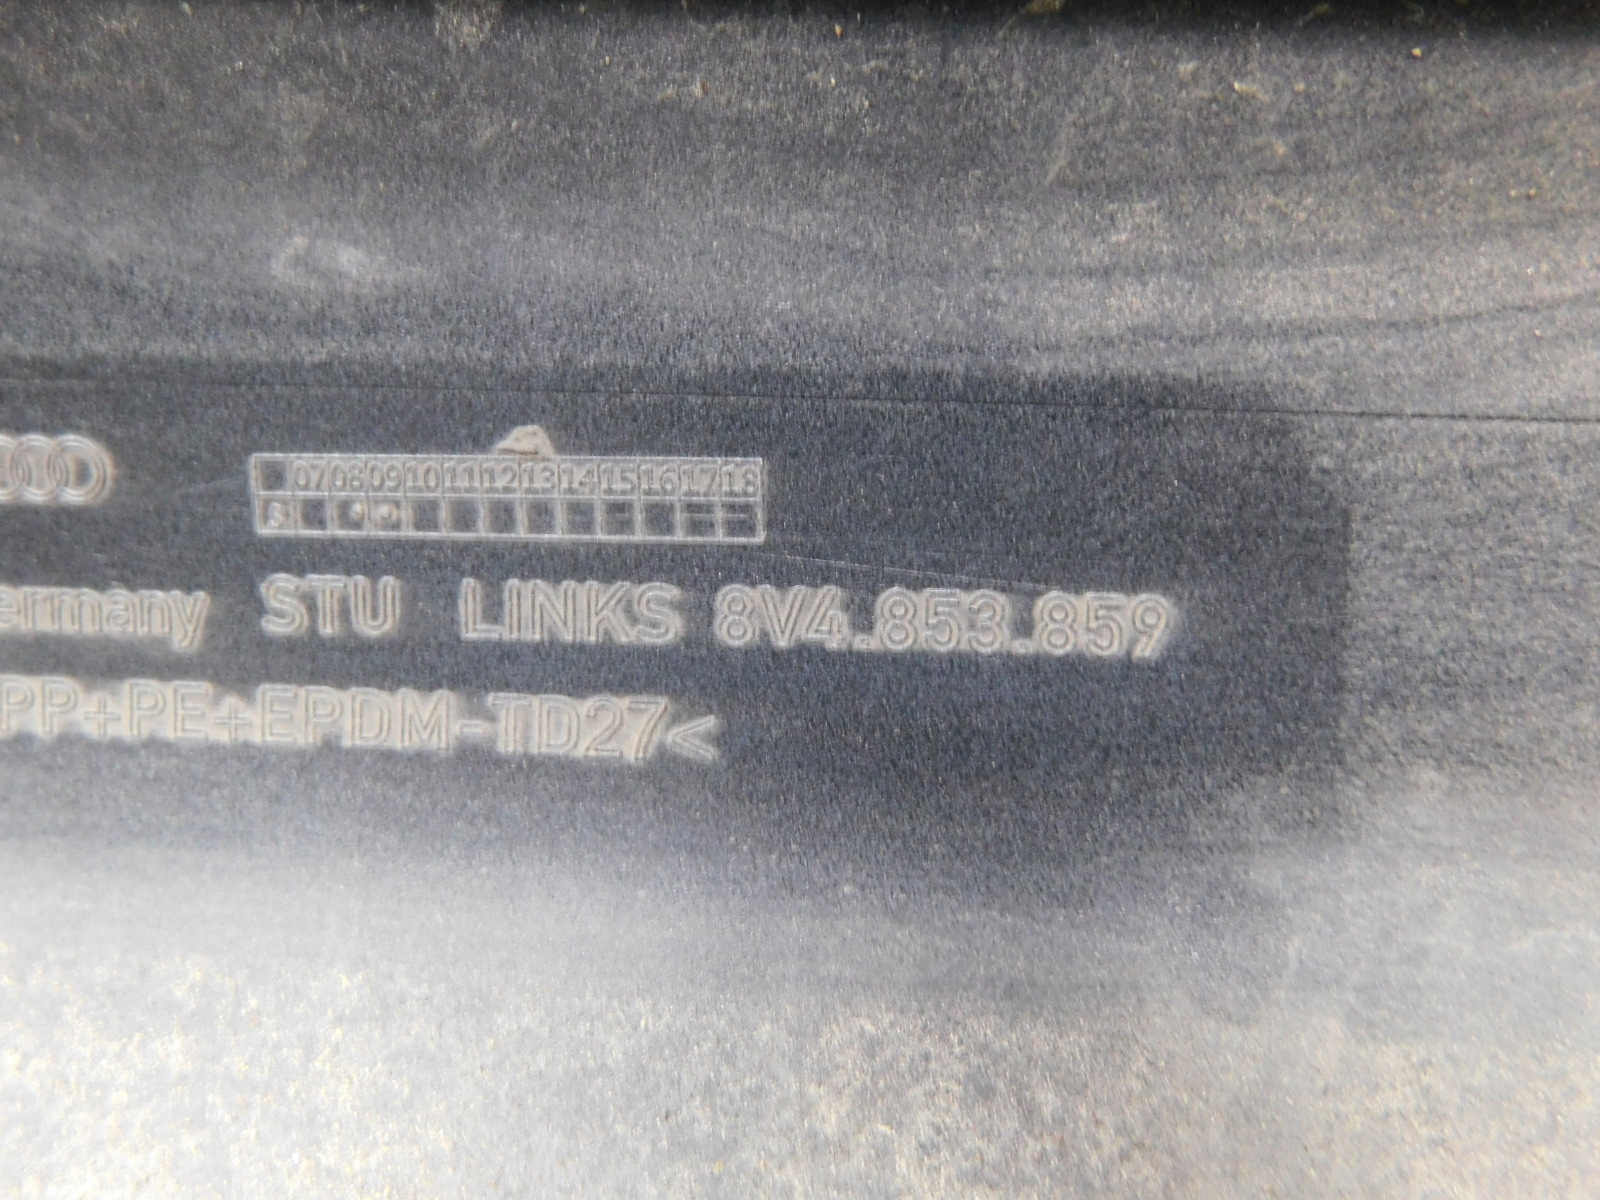 07 08 09 10 11 12 13 14 15 16 17 18
ermany STU LINKS 8V4.853.859
PP+PE+EPDM-TD27<